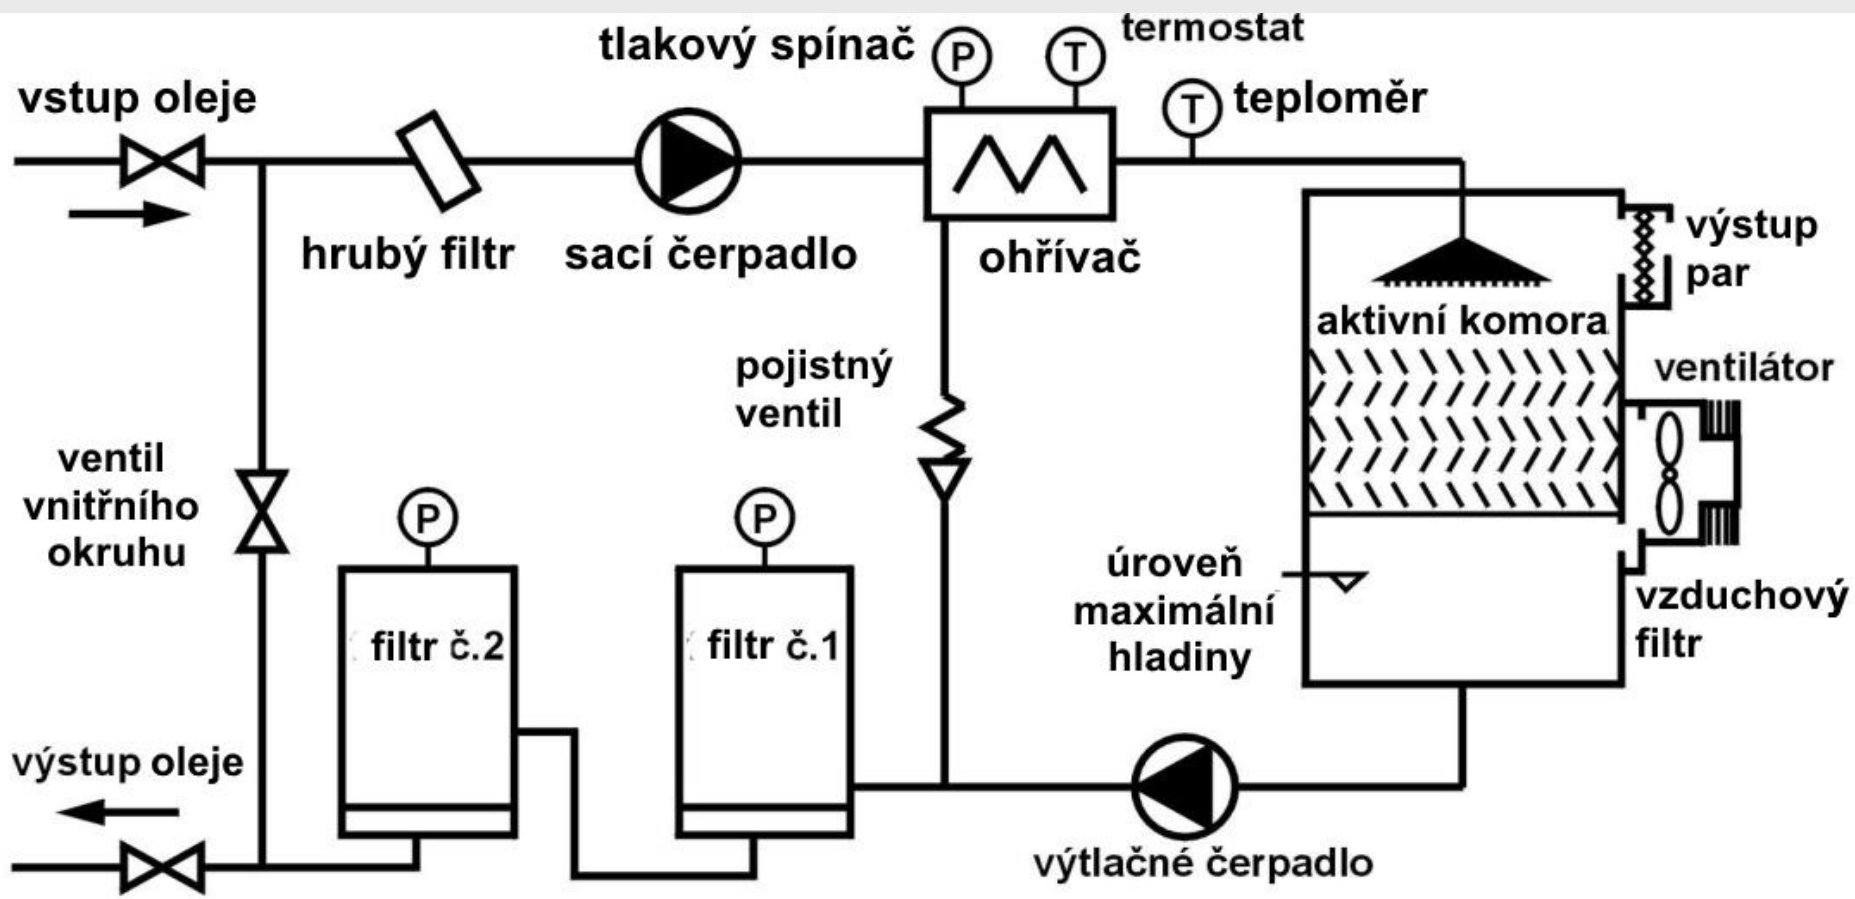 tlakový spínač
P
T
termostat
vstup oleje
T
teploměr
hrubý filtr
sací čerpadlo
ohřívač
výstup
par
aktivní komora
pojistný
ventil
ventilátor
ventil
vnitřního
okruhu
P
P
úroveň
maximální
hladiny
vzduchový
filtr
filtr č.2
filtr č.1
výstup oleje
výtlačné čerpadlo